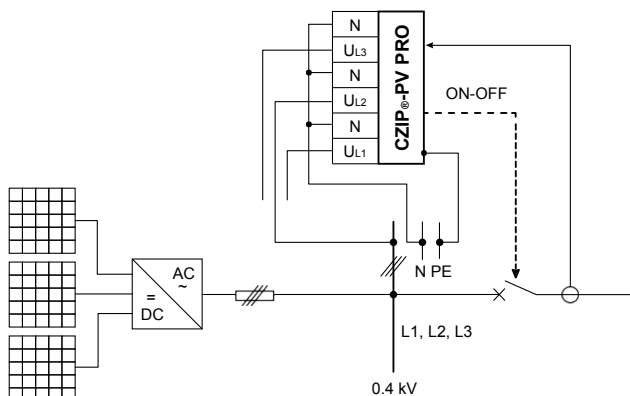 N
UL3
N
UL2
N
UL1
CZIP®-PV PRO
ON-OFF
N PE
AC
~
=
DC
L1, L2, L3
0.4 kV